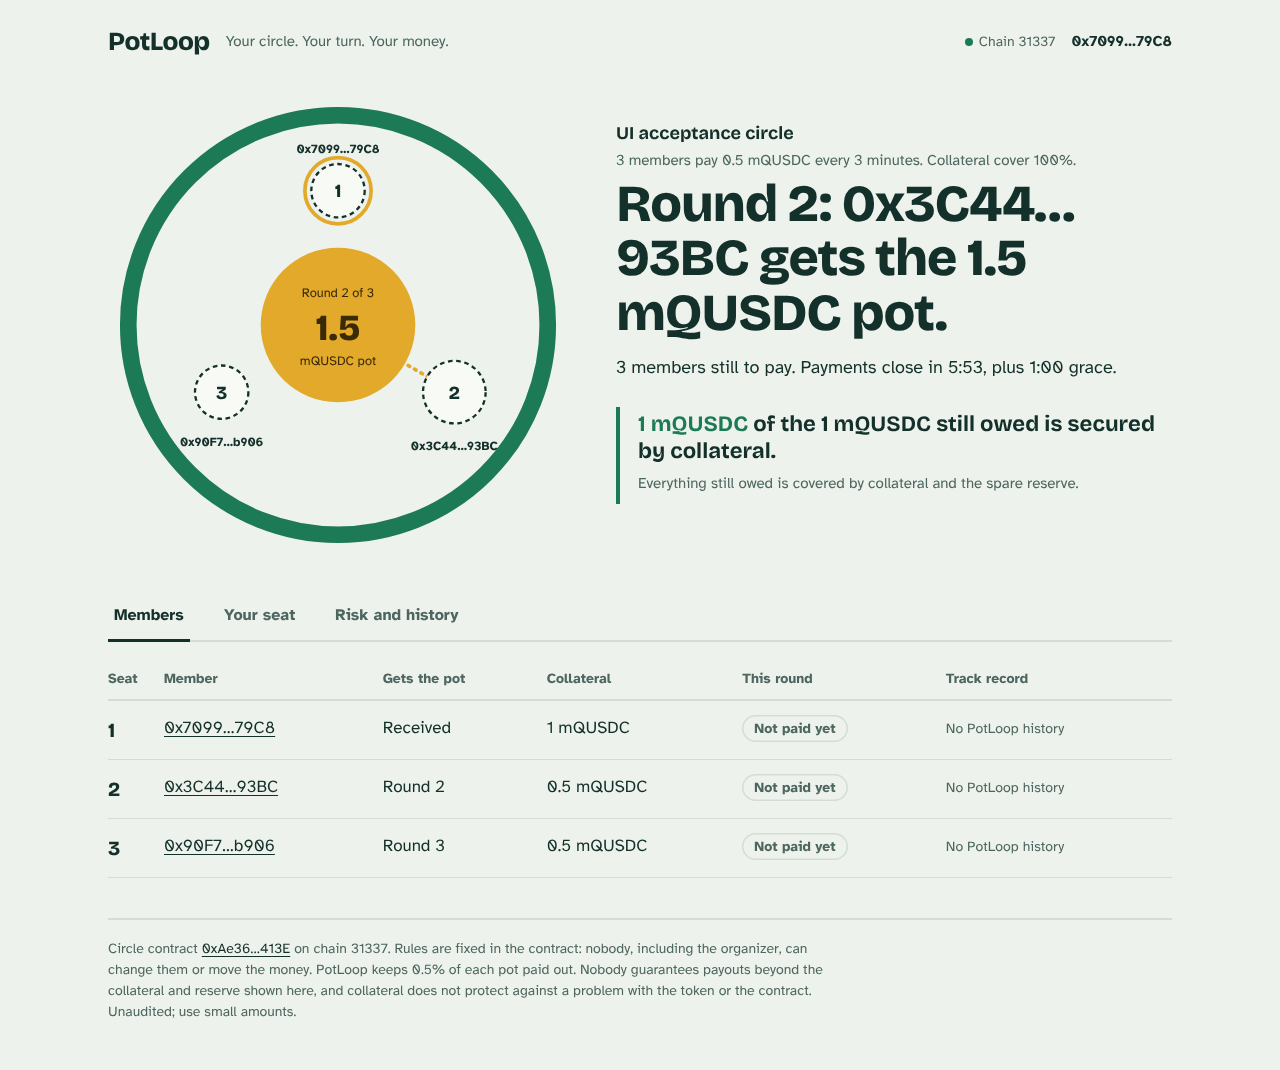 PotLoop
Your circle. Your turn. Your money.
Chain 31337
0x7099…79C8
0x7099…79C8
1
Round 2 of 3
1.5
mQUSDC pot
3
0x90F7…b906
2
0x3C44…93BC
UI acceptance circle
3 members pay 0.5 mQUSDC every 3 minutes. Collateral cover 100%.
Round 2: 0x3C44…
93BC gets the 1.5
mQUSDC pot.
3 members still to pay. Payments close in 5:53, plus 1:00 grace.
1 mQUSDC of the 1 mQUSDC still owed is secured
by collateral.
Everything still owed is covered by collateral and the spare reserve.
Members
Your seat
Risk and history
Seat Member Gets the pot Collateral This round Track record
1 0x7099…79C8 Received 1 mQUSDC Not paid yet No PotLoop history
2 0x3C44…93BC Round 2 0.5 mQUSDC Not paid yet No PotLoop history
3 0x90F7…b906 Round 3 0.5 mQUSDC Not paid yet No PotLoop history
Circle contract 0xAe36…413E on chain 31337. Rules are fixed in the contract: nobody, including the organizer, can
change them or move the money. PotLoop keeps 0.5% of each pot paid out. Nobody guarantees payouts beyond the
collateral and reserve shown here, and collateral does not protect against a problem with the token or the contract.
Unaudited; use small amounts.